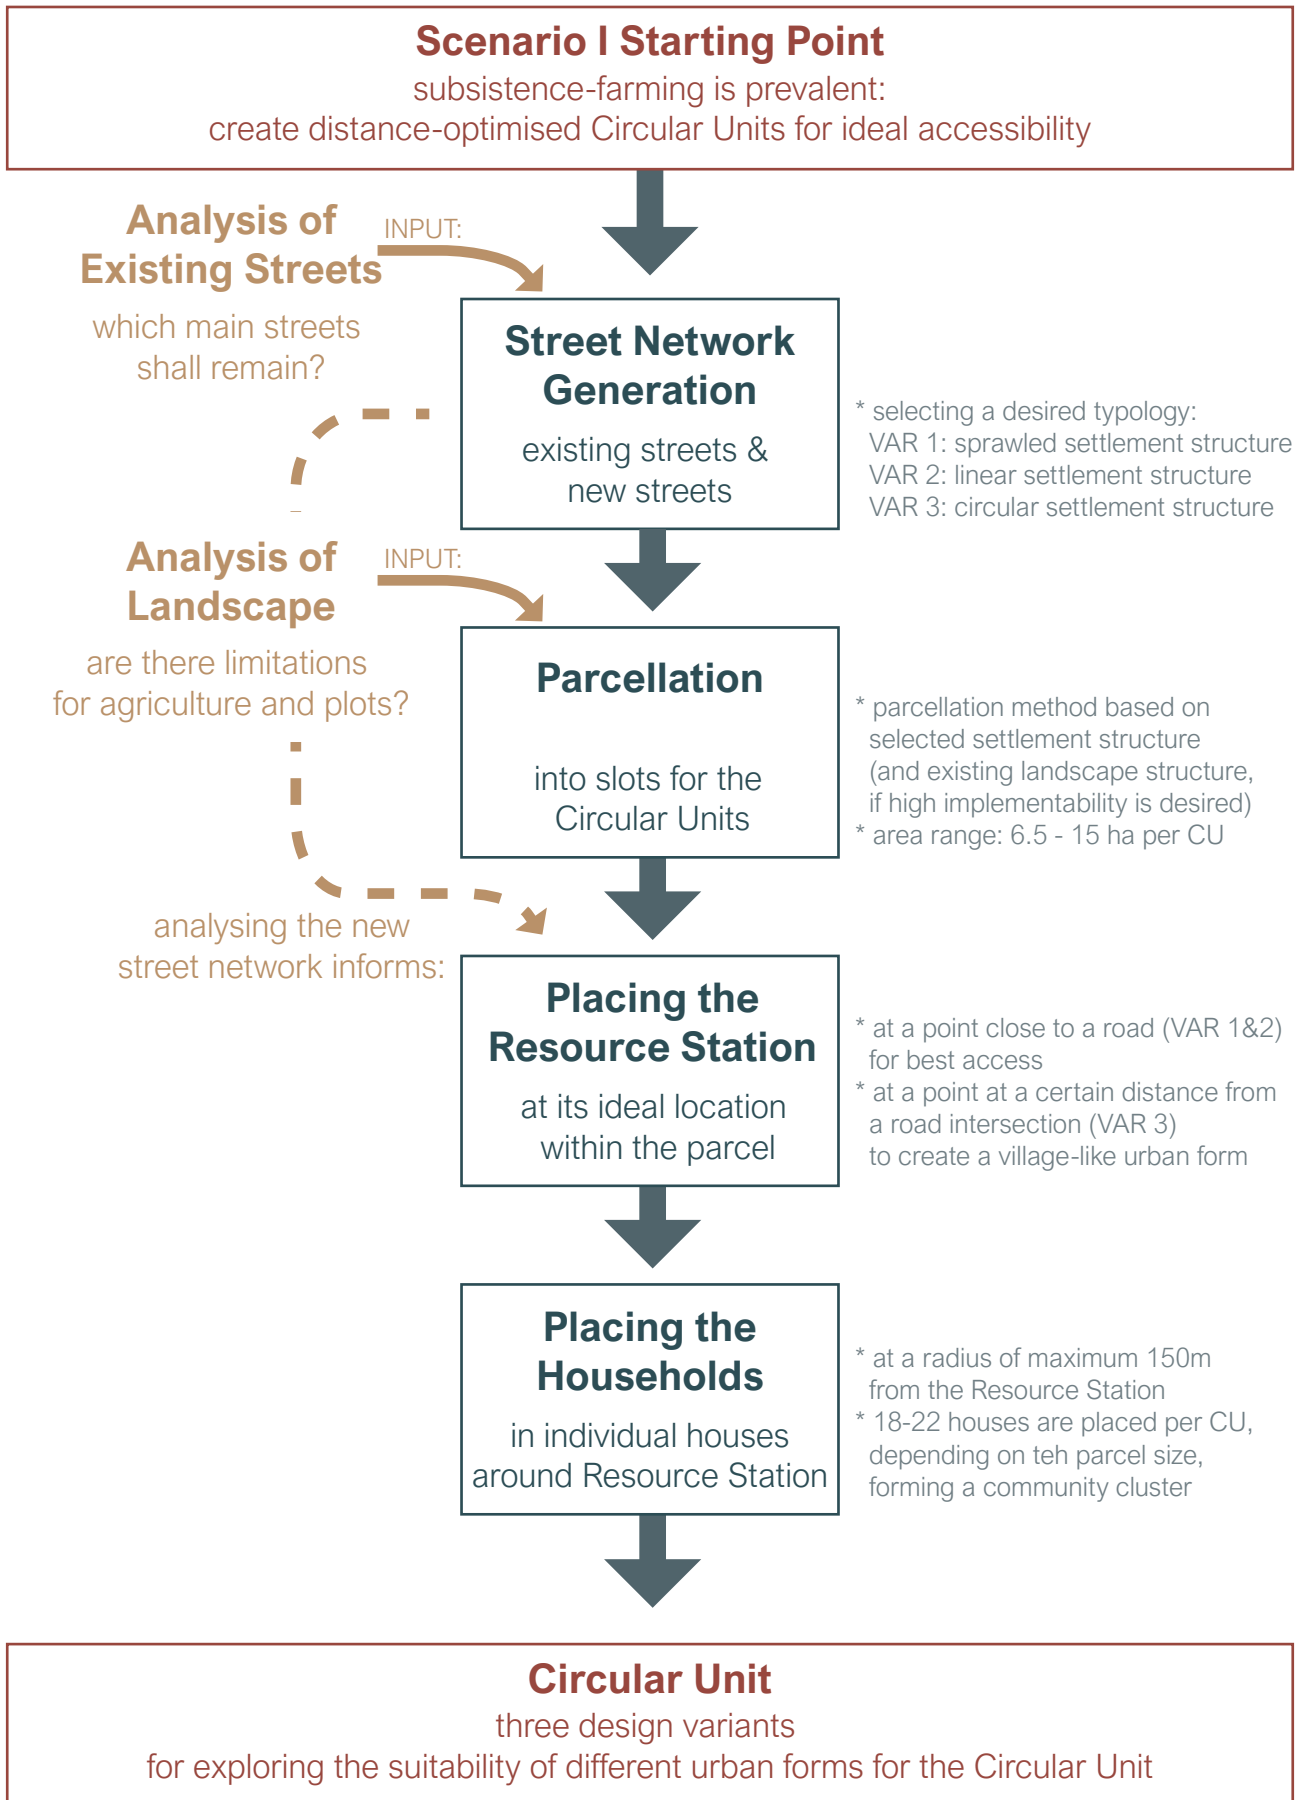 Scenario I Starting Point
subsistence-farming is prevalent:
create distance-optimised Circular Units for ideal accessibility
Analysis of
Existing Streets
INPUT:
which main streets
shall remain?
Street Network
Generation
existing streets &
new streets
* selecting a desired typology:
VAR 1: sprawled settlement structure
VAR 2: linear settlement structure
VAR 3: circular settlement structure
Analysis of
Landscape
INPUT:
are there limitations
for agriculture and plots?
Parcellation
into slots for the
Circular Units
* parcellation method based on
selected settlement structure
(and existing landscape structure,
if high implementability is desired)
* area range: 6.5 - 15 ha per CU
analysing the new
street network informs:
Placing the
Resource Station
at its ideal location
within the parcel
* at a point close to a road (VAR 1&2)
for best access
* at a point at a certain distance from
a road intersection (VAR 3)
to create a village-like urban form
Placing the
Households
in individual houses
around Resource Station
* at a radius of maximum 150m
from the Resource Station
* 18-22 houses are placed per CU,
depending on teh parcel size,
forming a community cluster
Circular Unit
three design variants
for exploring the suitability of different urban forms for the Circular Unit